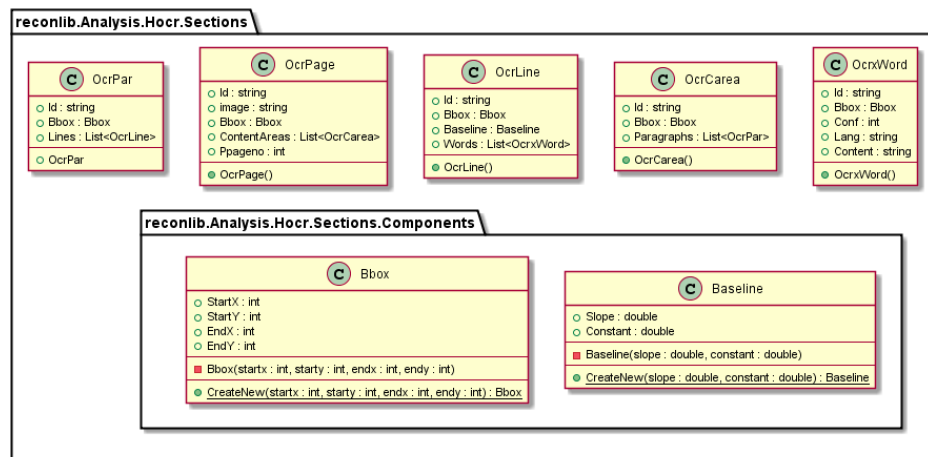 reconlib.Analysis.Hocr.Sections
C OcrPar
Id : string
Bbox : Bbox
Lines : List<OcrLine>
OcrPar
C OcrPage
Id : string
image : string
Bbox : Bbox
ContentAreas : List<OcrCarea>
Ppageno : int
OcrPage()
C OcrLine
Id : string
Bbox : Bbox
Baseline : Baseline
Words : List<OcrxWord>
OcrLine()
C OcrCarea
Id : string
Bbox : Bbox
Paragraphs : List<OcrPar>
OcrCarea()
C OcrxWord
Id : string
Bbox : Bbox
Conf : int
Lang : string
Content : string
OcrxWord()
reconlib.Analysis.Hocr.Sections.Components
C Bbox
StartX : int
StartY : int
EndX : int
EndY : int
Bbox(startx : int, starty : int, endx : int, endy : int)
CreateNew(startx : int, starty : int, endx : int, endy : int) : Bbox
C Baseline
Slope : double
Constant : double
Baseline(slope : double, constant : double)
CreateNew(slope : double, constant : double) : Baseline